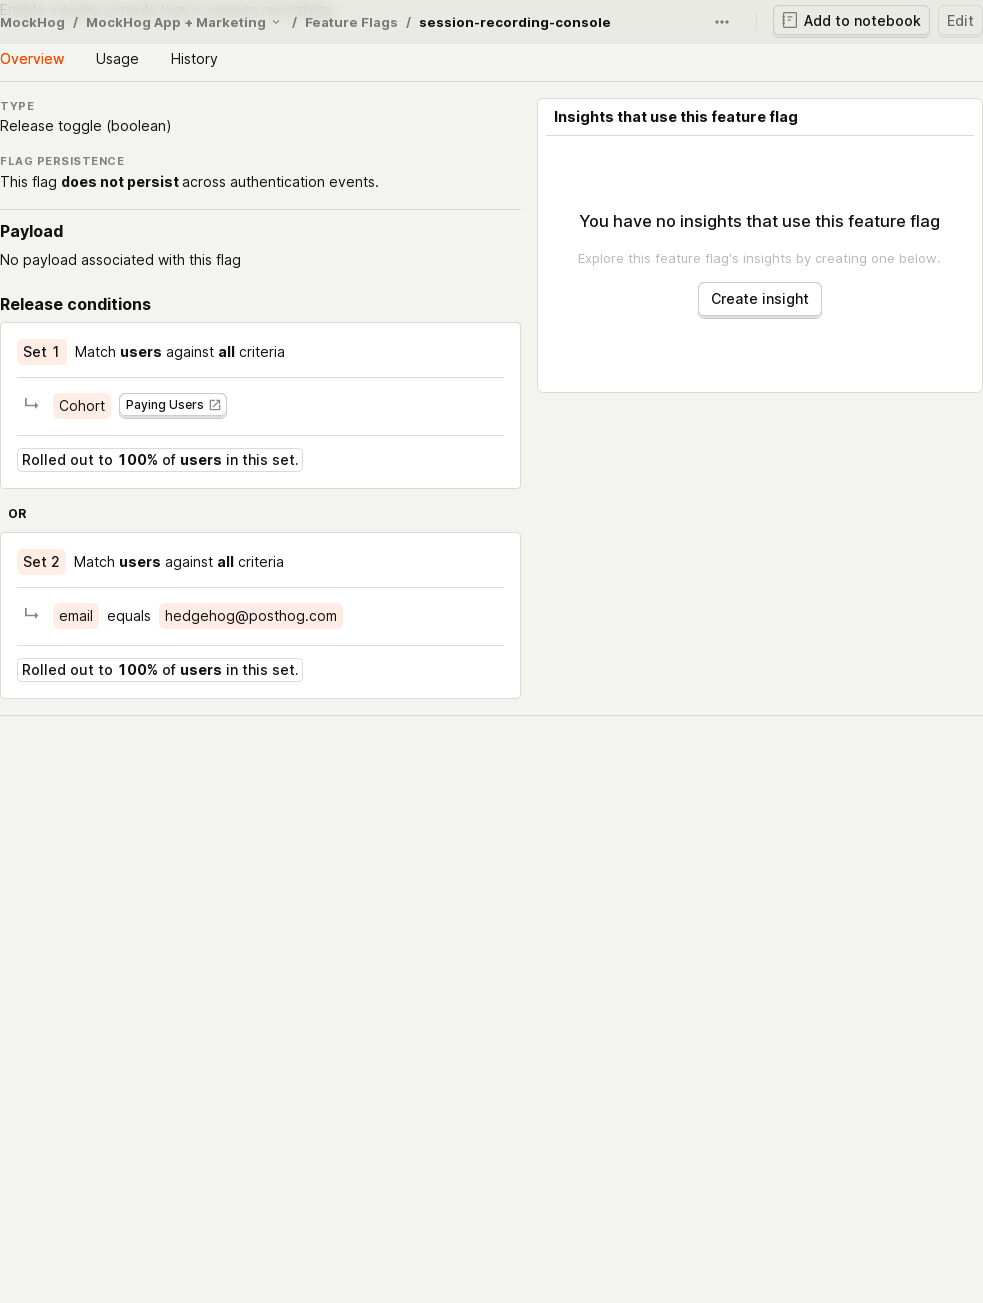 Enable viewing console logs in session recordings
MockHog / MockHog App + Marketing / Feature Flags / session-recording-console
Add to notebook
Edit
Overview
Usage
History
TYPE
Release toggle (boolean)
FLAG PERSISTENCE
This flag does not persist across authentication events.
Payload
No payload associated with this flag
Release conditions
Set 1 Match users against all criteria
Cohort Paying Users
Rolled out to 100% of users in this set.
OR
Set 2 Match users against all criteria
email equals hedgehog@posthog.com
Rolled out to 100% of users in this set.
Insights that use this feature flag
You have no insights that use this feature flag
Explore this feature flag's insights by creating one below.
Create insight